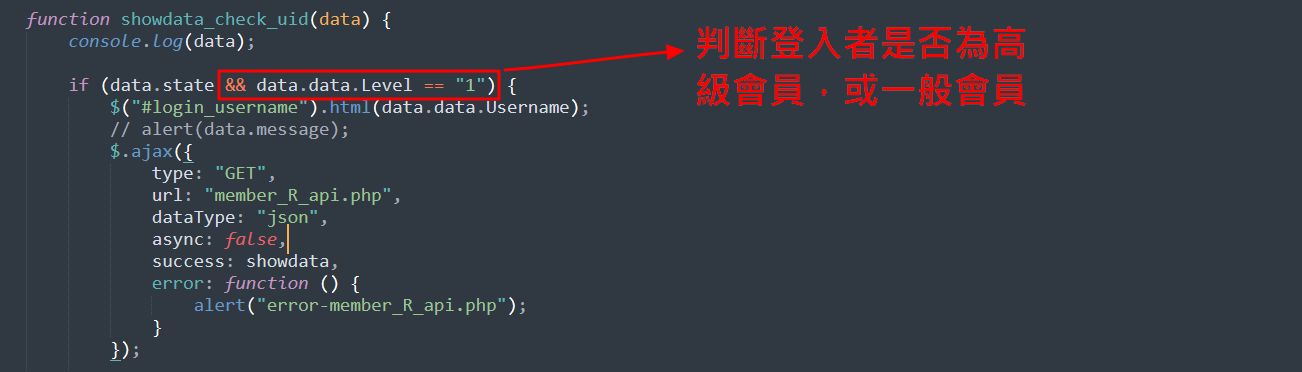 function showdata_check_uid(data) {
console.log(data);
if (data.state && data.data.Level == "1") {
$("#login_username").html(data.data.Username);
// alert(data.message);
$.ajax({
type: "GET",
url: "member_R_api.php",
dataType: "json",
async: false,
success: showdata,
error: function () {
alert("error-member_R_api.php");
}
});
判斷登入者是否為高
級會員，或一般會員